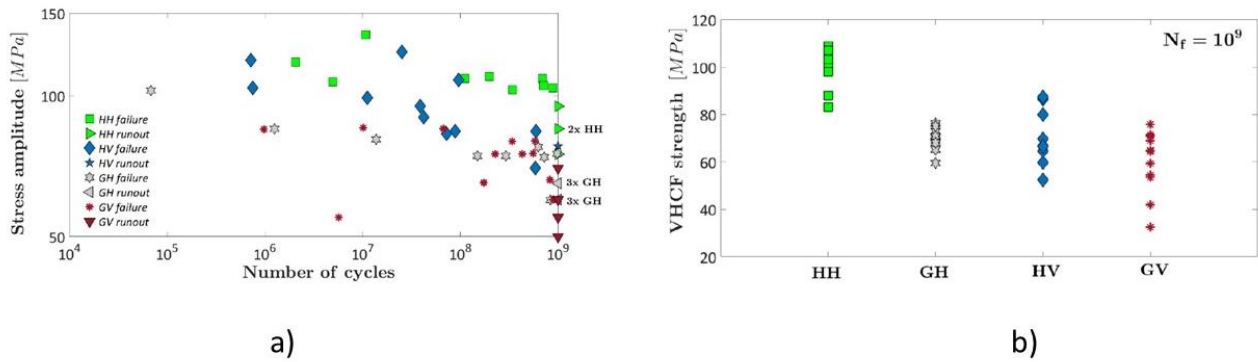 150
100
50
Stress amplitude [MPa]
HH failure
HH runout
HV failure
HV runout
GH failure
GH runout
GV failure
GV runout
2x HH
3x GH
3x GH
10^4 10^5 10^6 10^7 10^8 10^9
Number of cycles
a)
VHCF strength [MPa]
120
100
80
60
40
20
N_f = 10^9
HH GH HV GV
b)